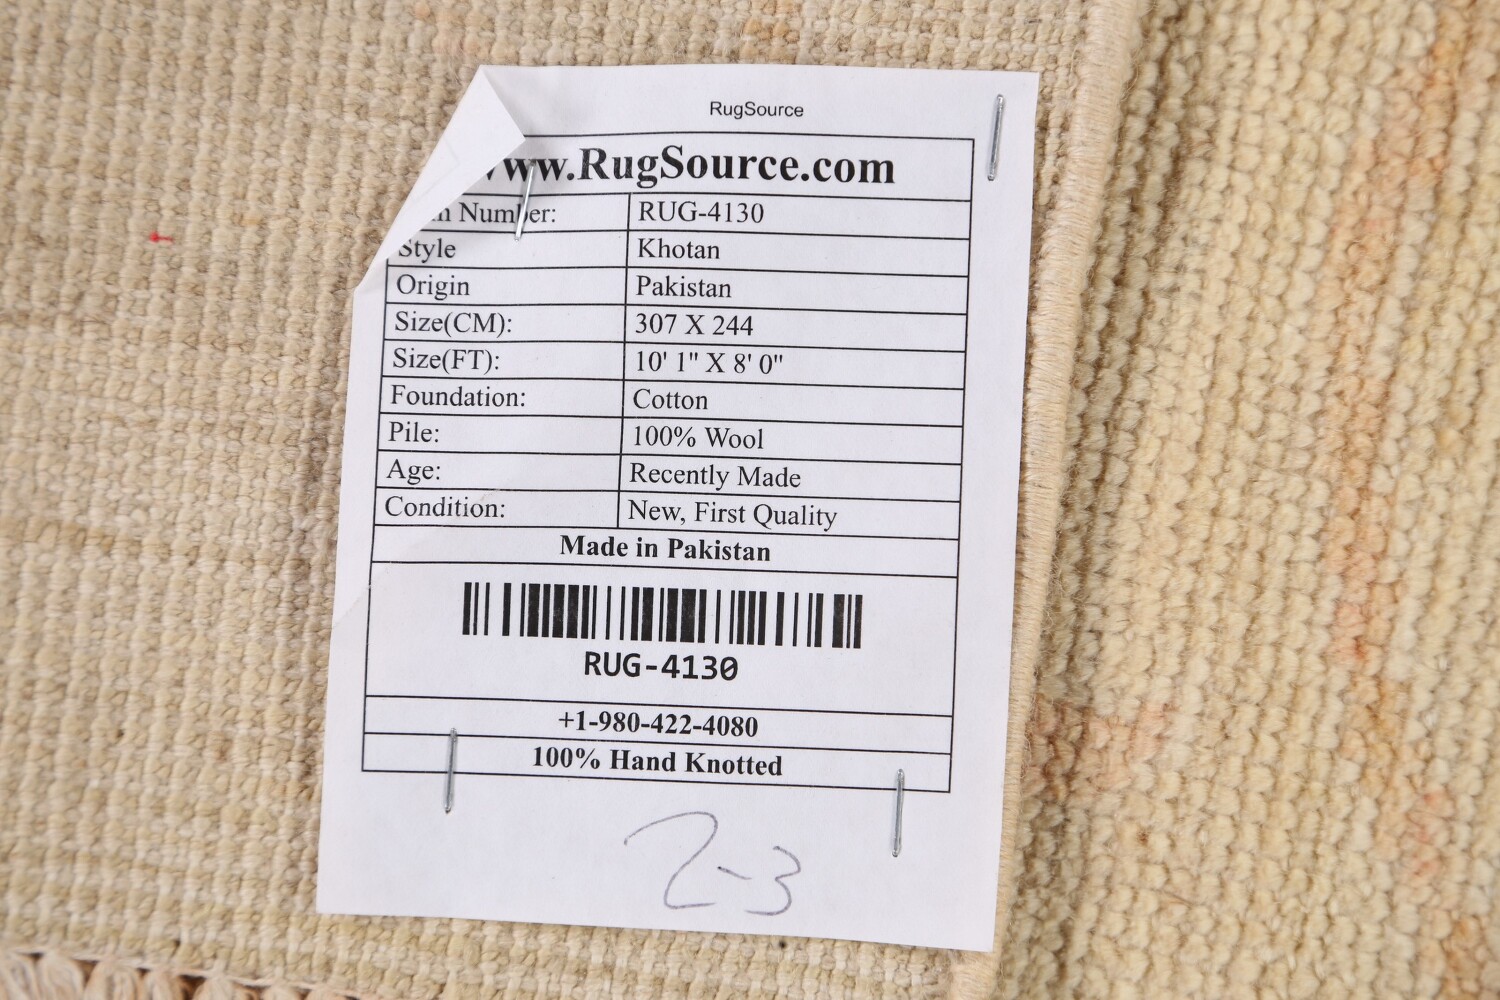 RugSource
www.RugSource.com
Number: RUG-4130
Style Khotan
Origin Pakistan
Size(CM): 307 X 244
Size(FT): 10' 1" X 8' 0"
Foundation: Cotton
Pile: 100% Wool
Age: Recently Made
Condition: New, First Quality
Made in Pakistan
RUG-4130
+1-980-422-4080
100% Hand Knotted
2-3